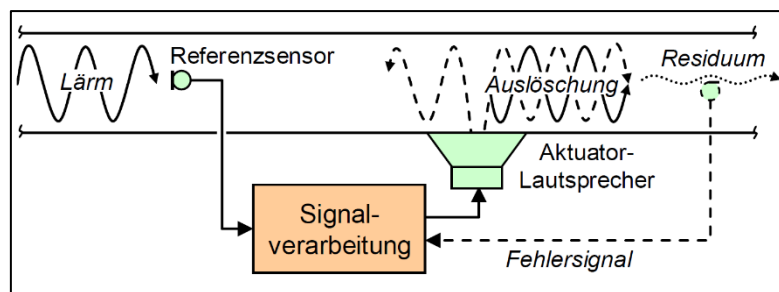 Lärm
Referenzsensor
Auslöschung
Residuum
Aktuator-
Lautsprecher
Signal-
verarbeitung
Fehlersignal